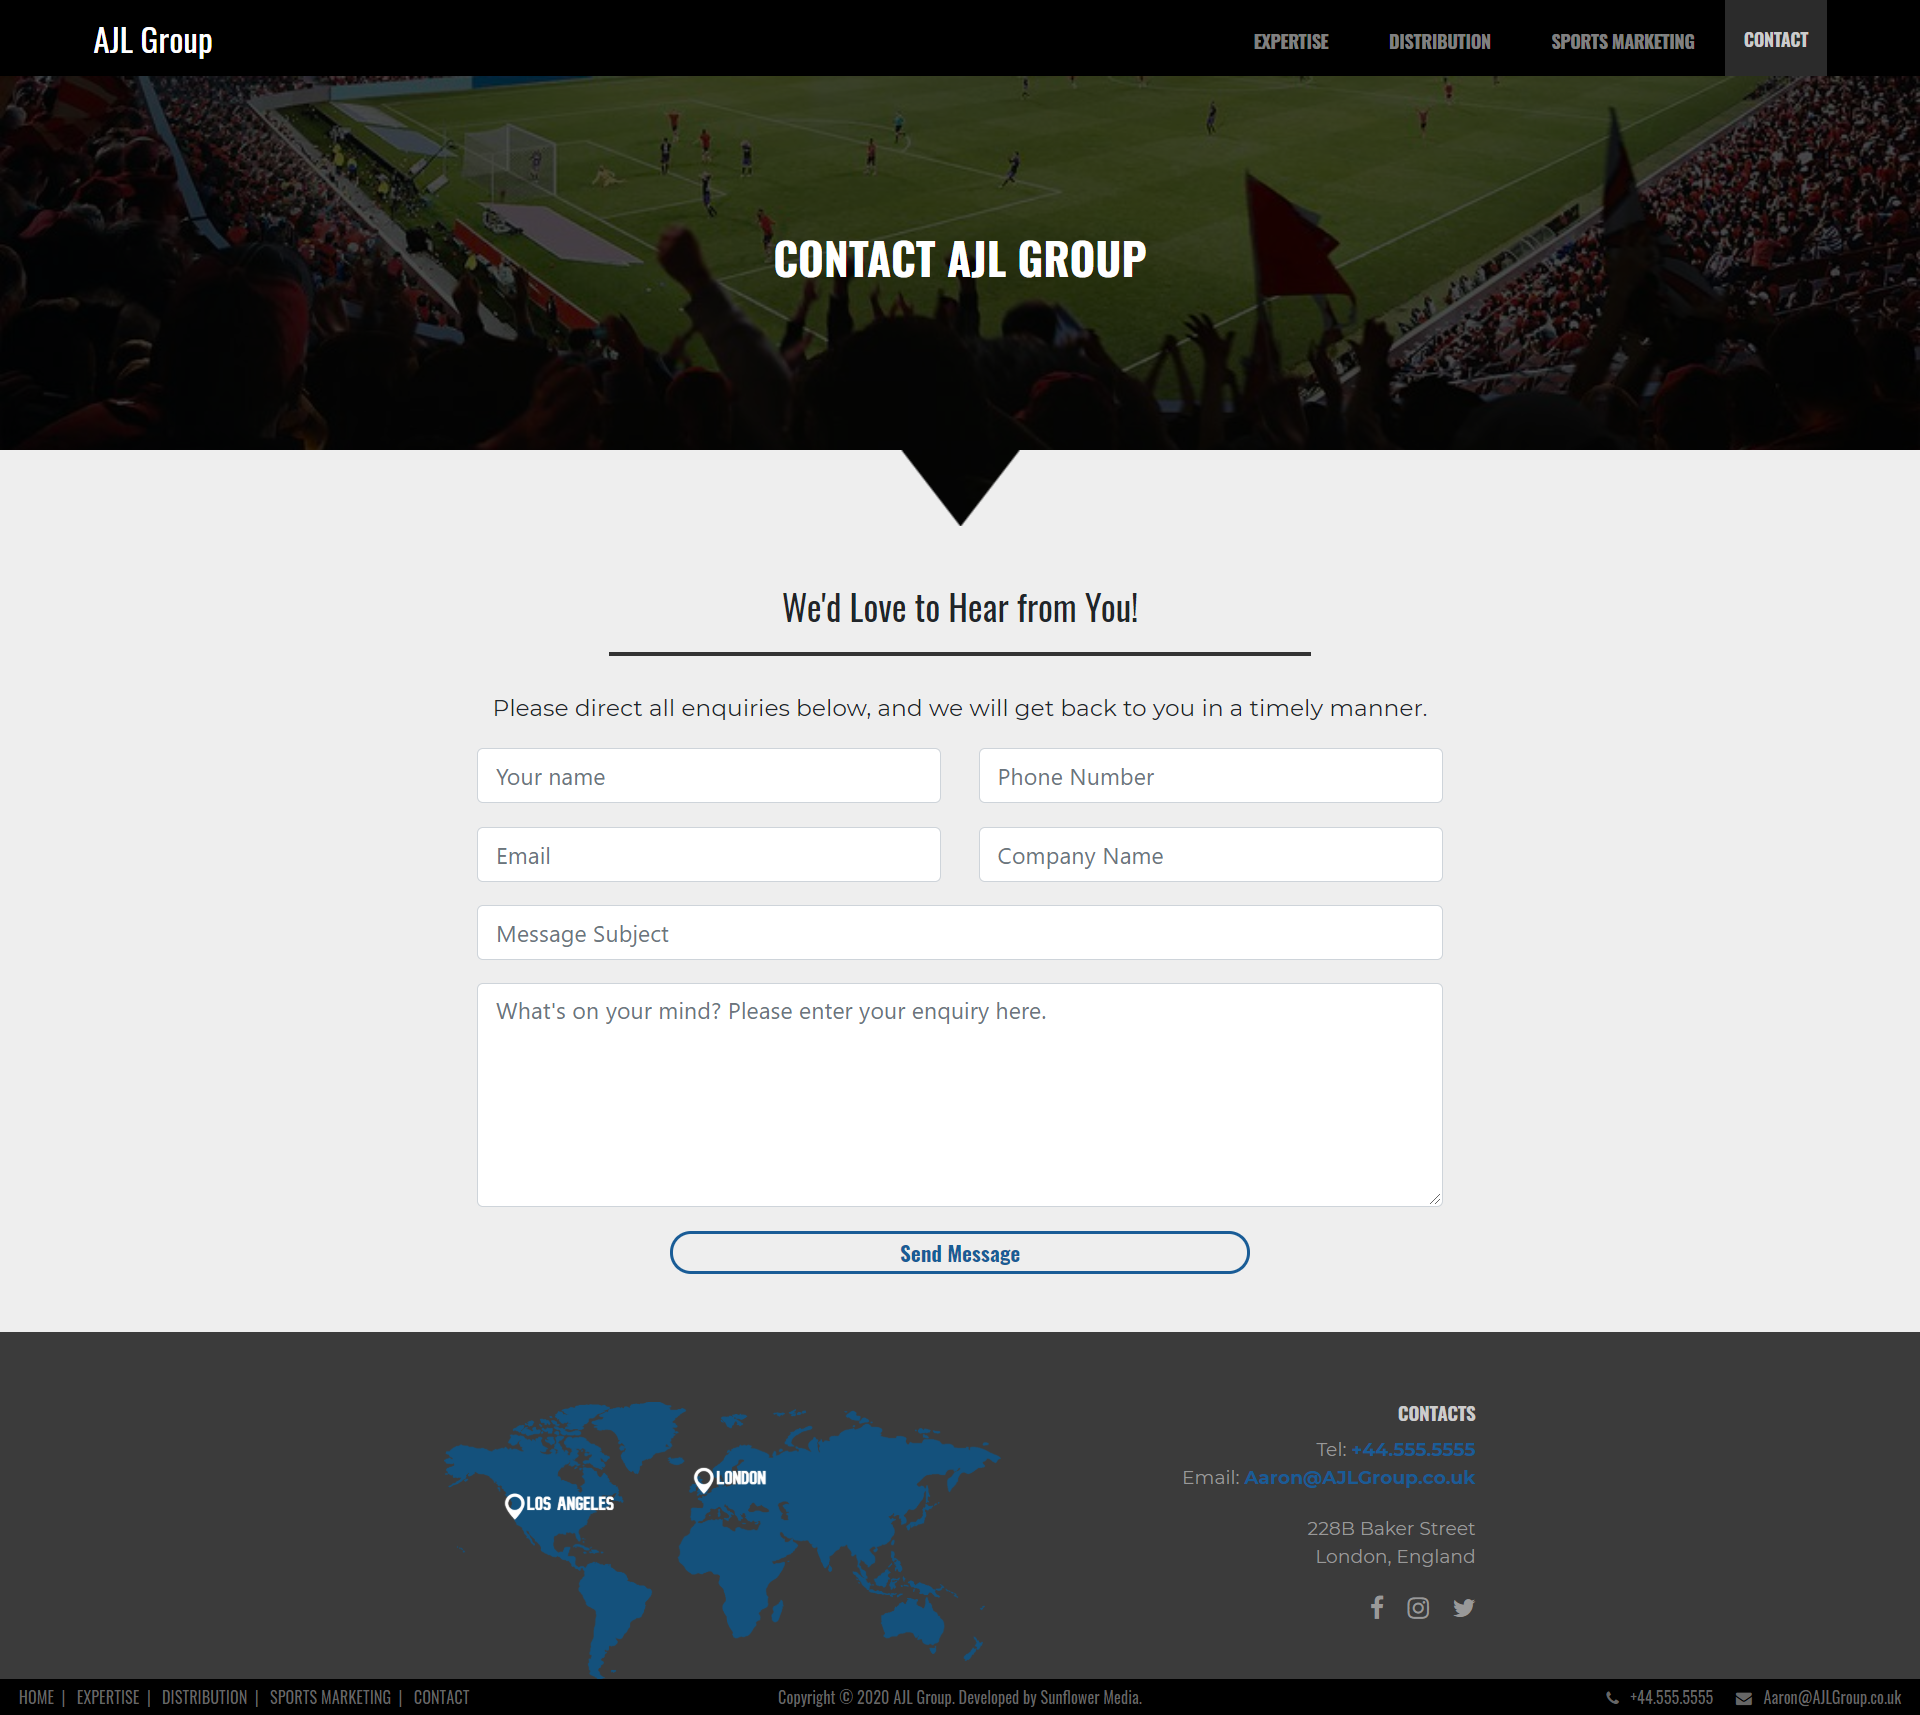 AJL Group
EXPERTISE
DISTRIBUTION
SPORTS MARKETING
CONTACT
CONTACT AJL GROUP
We'd Love to Hear from You!
Please direct all enquiries below, and we will get back to you in a timely manner.
Your name
Phone Number
Email
Company Name
Message Subject
What's on your mind? Please enter your enquiry here.
Send Message
LONDON
LOS ANGELES
CONTACTS
Tel: +44.555.5555
Email: Aaron@AJLGroup.co.uk
228B Baker Street
London, England
HOME | EXPERTISE | DISTRIBUTION | SPORTS MARKETING | CONTACT
Copyright © 2020 AJL Group. Developed by Sunflower Media.
+44.555.5555
Aaron@AJLGroup.co.uk